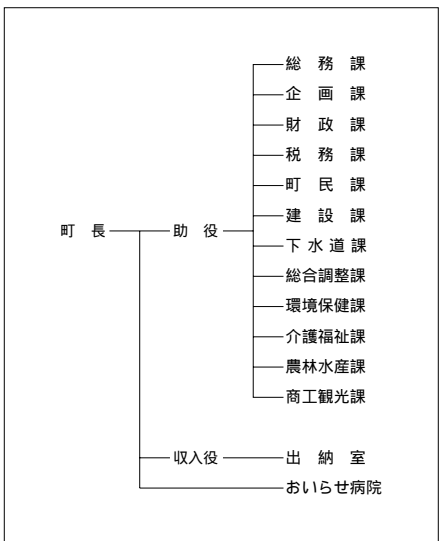 総務課
企画課
財政課
税務課
町民課
建設課
町長 助役
下水道課
総合調整課
環境保健課
介護福祉課
農林水産課
商工観光課
収入役 出納室
おいらせ病院